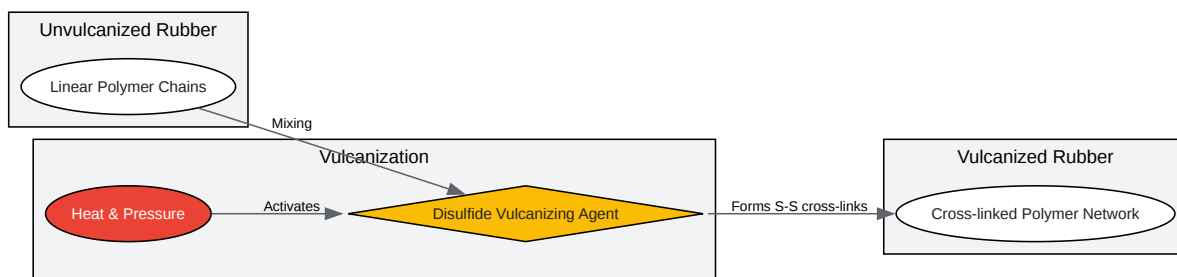 Unvulcanized Rubber
Linear Polymer Chains
Mixing
Vulcanization
Heat & Pressure
Activates
Disulfide Vulcanizing Agent
Forms S-S cross-links
Vulcanized Rubber
Cross-linked Polymer Network